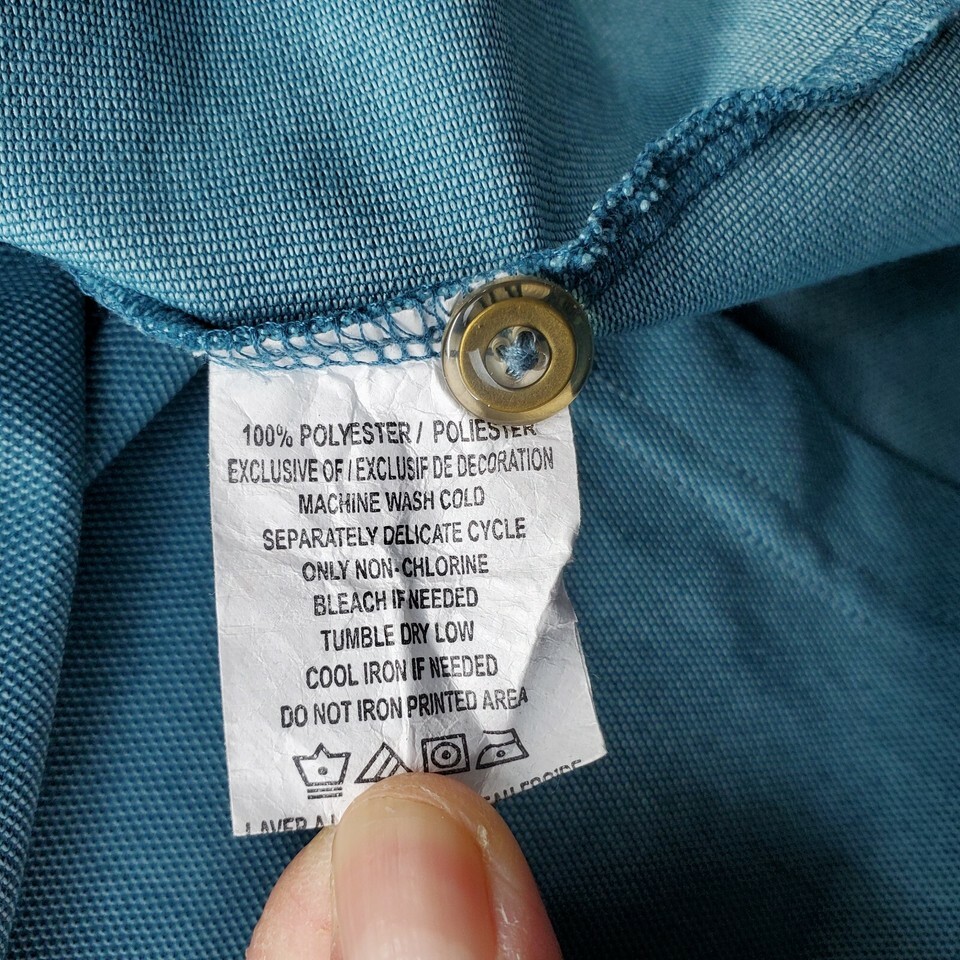 100% POLYESTER / POLIESTER
EXCLUSIVE OF / EXCLUSIF DE DECORATION
MACHINE WASH COLD
SEPARATELY DELICATE CYCLE
ONLY NON-CHLORINE
BLEACH IF NEEDED
TUMBLE DRY LOW
COOL IRON IF NEEDED
DO NOT IRON PRINTED AREA
LAVER A